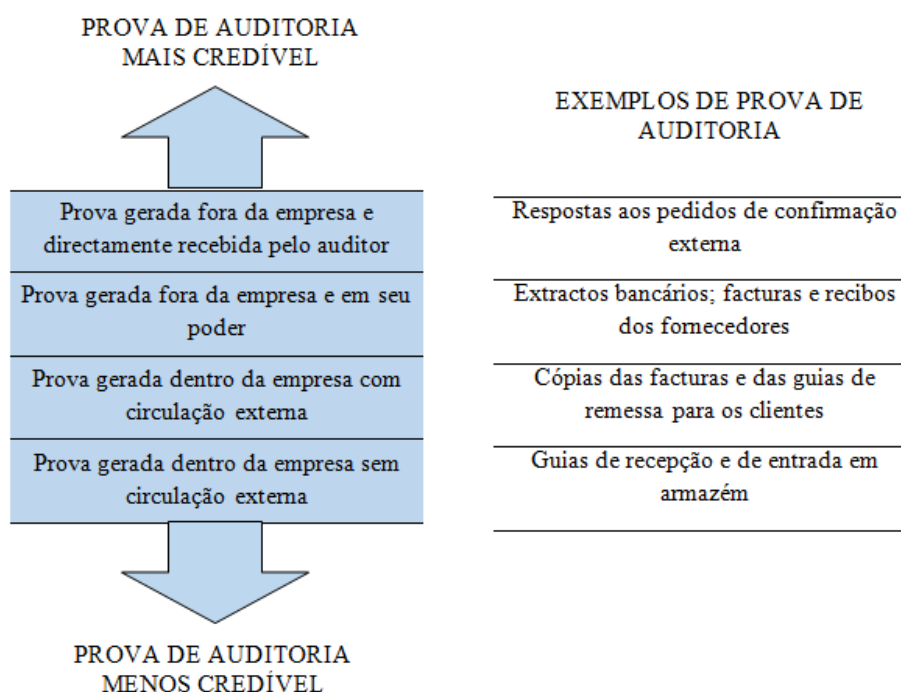 PROVA DE AUDITORIA
MAIS CREDÍVEL
EXEMPLOS DE PROVA DE
AUDITORIA
Prova gerada fora da empresa e
directamente recebida pelo auditor
Respostas aos pedidos de confirmação
externa
Prova gerada fora da empresa e em seu
poder
Extractos bancários; facturas e recibos
dos fornecedores
Prova gerada dentro da empresa com
circulação externa
Cópias das facturas e das guias de
remessa para os clientes
Prova gerada dentro da empresa sem
circulação externa
Guias de recepção e de entrada em
armazém
PROVA DE AUDITORIA
MENOS CREDÍVEL